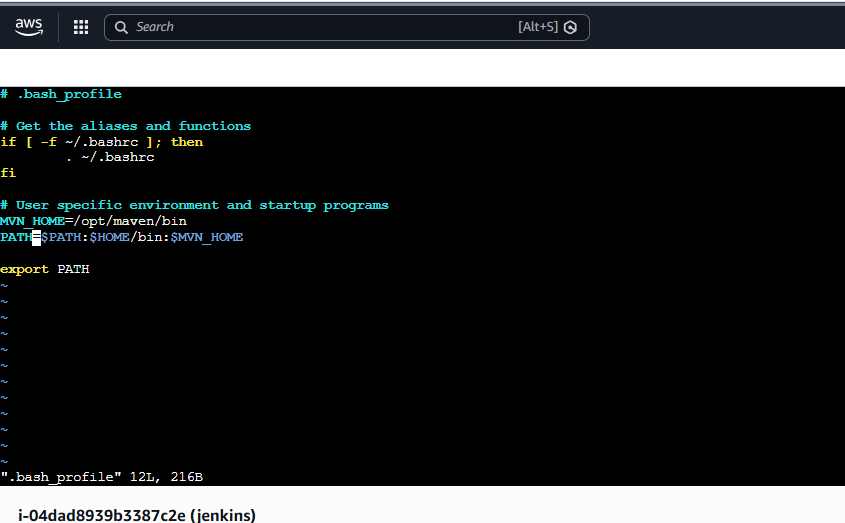 aws
Search [Alt+S]
# .bash_profile
# Get the aliases and functions
if [ -f ~/.bashrc ]; then
        . ~/.bashrc
fi
# User specific environment and startup programs
MVN_HOME=/opt/maven/bin
PATH=$PATH:$HOME/bin:$MVN_HOME
export PATH
~
~
~
~
~
~
~
~
~
~
~
~
".bash_profile" 12L, 216B
i-04dad8939b3387c2e (jenkins)